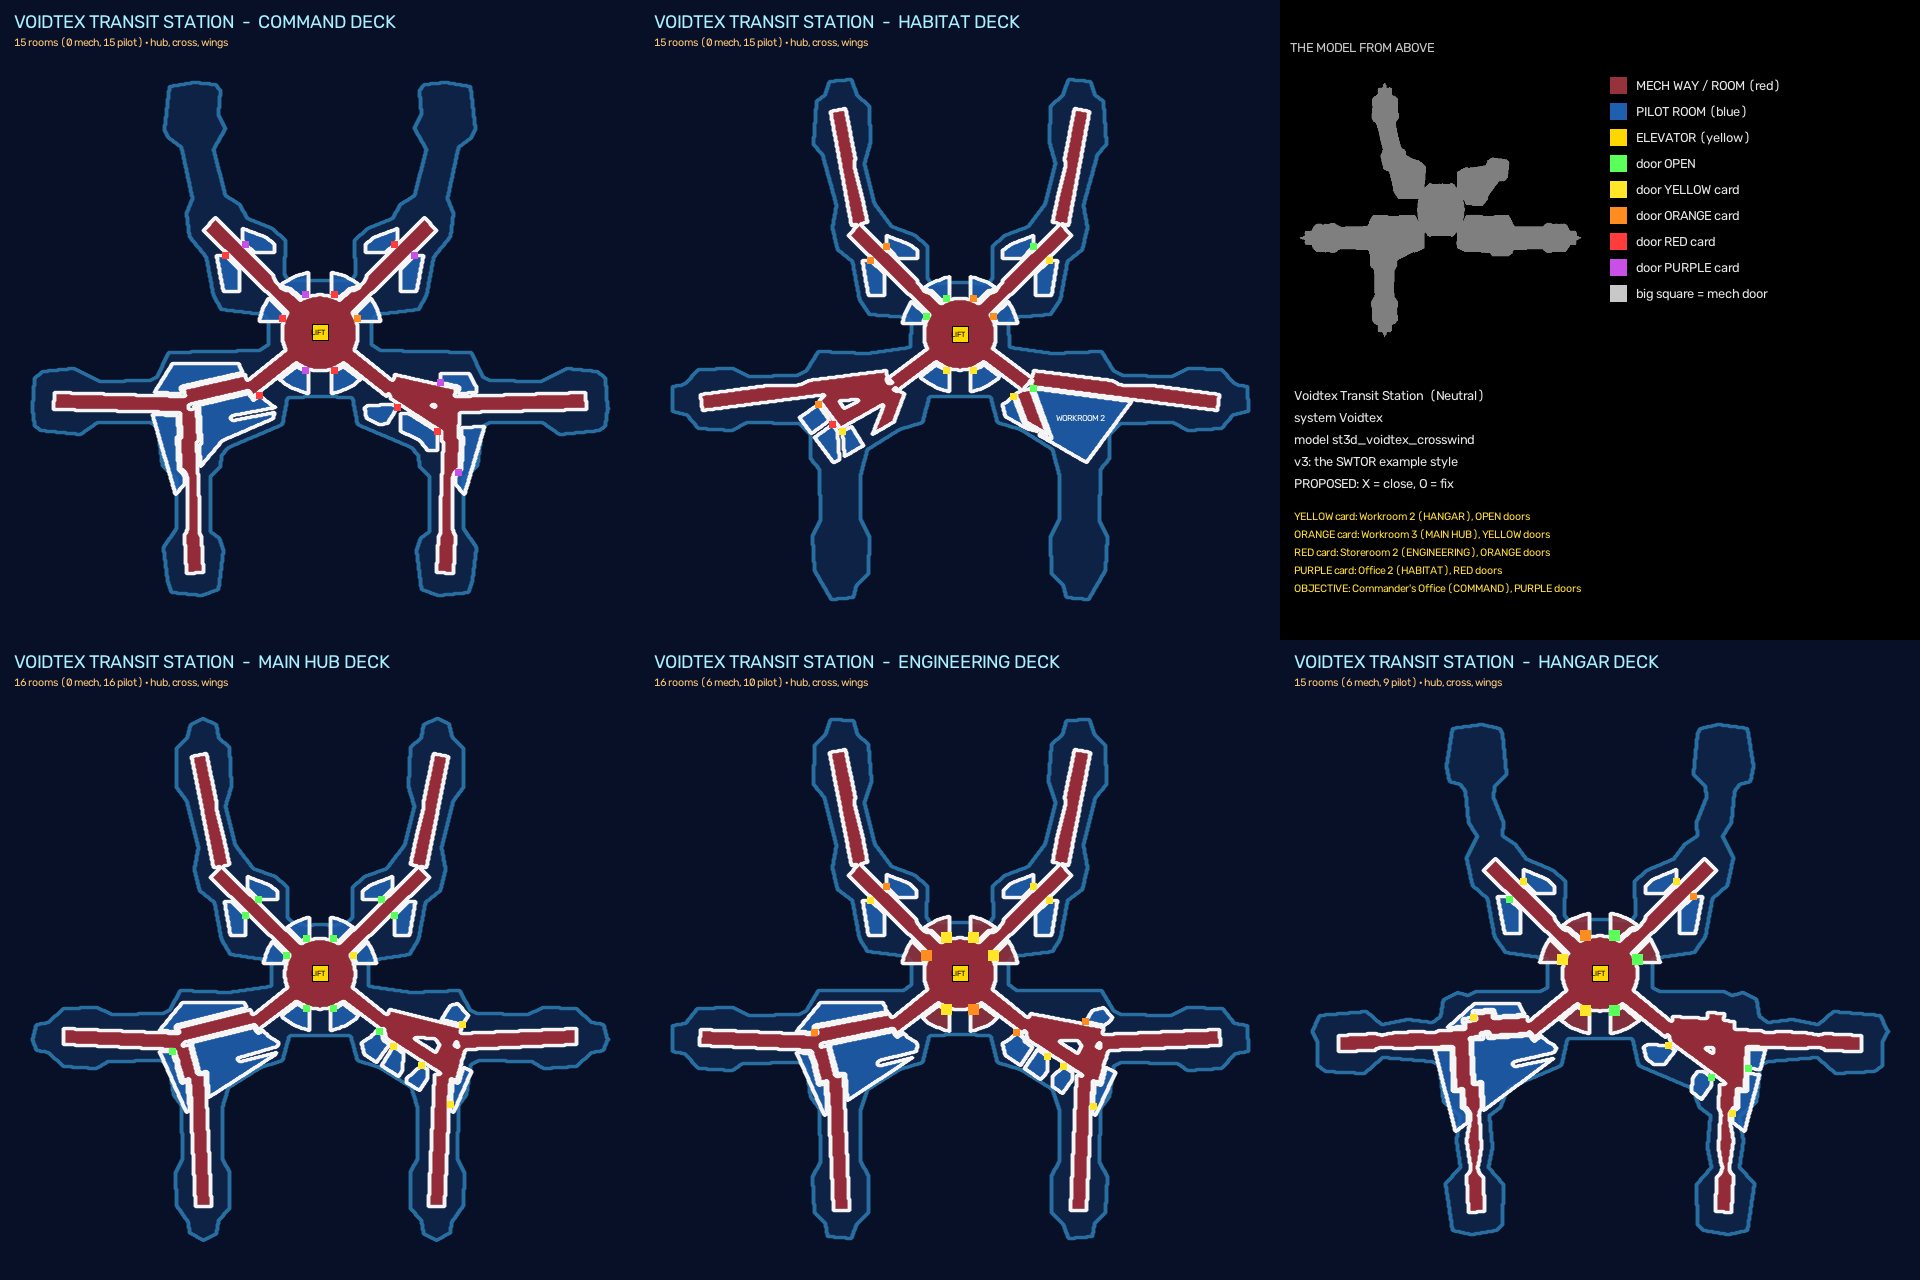 VOIDTEX TRANSIT STATION - COMMAND DECK
15 rooms (0 mech, 15 pilot) • hub, cross, wings
LIFT
VOIDTEX TRANSIT STATION - HABITAT DECK
15 rooms (0 mech, 15 pilot) • hub, cross, wings
LIFT
WORKROOM 2
THE MODEL FROM ABOVE
MECH WAY / ROOM (red)
PILOT ROOM (blue)
ELEVATOR (yellow)
door OPEN
door YELLOW card
door ORANGE card
door RED card
door PURPLE card
big square = mech door
Voidtex Transit Station (Neutral)
system Voidtex
model st3d_voidtex_crosswind
v3: the SWTOR example style
PROPOSED: X = close, O = fix
YELLOW card: Workroom 2 (HANGAR), OPEN doors
ORANGE card: Workroom 3 (MAIN HUB), YELLOW doors
RED card: Storeroom 2 (ENGINEERING), ORANGE doors
PURPLE card: Office 2 (HABITAT), RED doors
OBJECTIVE: Commander's Office (COMMAND), PURPLE doors
VOIDTEX TRANSIT STATION - MAIN HUB DECK
16 rooms (0 mech, 16 pilot) • hub, cross, wings
LIFT
VOIDTEX TRANSIT STATION - ENGINEERING DECK
16 rooms (6 mech, 10 pilot) • hub, cross, wings
LIFT
VOIDTEX TRANSIT STATION - HANGAR DECK
15 rooms (6 mech, 9 pilot) • hub, cross, wings
LIFT